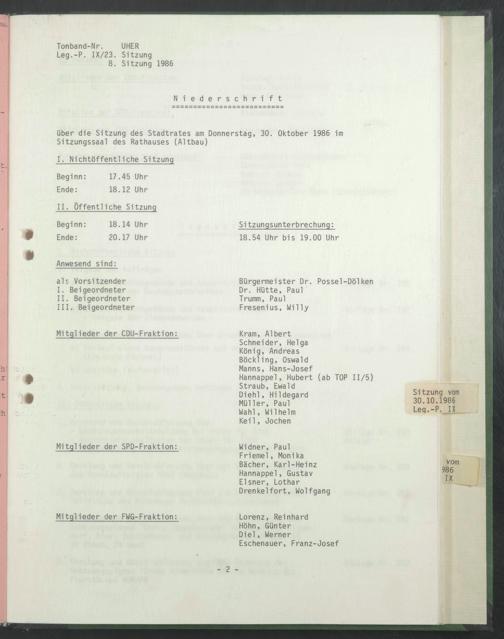 Tonband-Nr. UHER
Leg.-P. IX/23. Sitzung
8. Sitzung 1986
Niederschrift
=========================
über die Sitzung des Stadtrates am Donnerstag, 30. Oktober 1986 im
Sitzungssaal des Rathauses (Altbau)
I. Nichtöffentliche Sitzung
Beginn: 17.45 Uhr
Ende: 18.12 Uhr
II. Öffentliche Sitzung
Beginn: 18.14 Uhr Sitzungsunterbrechung:
Ende: 20.17 Uhr 18.54 Uhr bis 19.00 Uhr
Anwesend sind:
als Vorsitzender Bürgermeister Dr. Possel-Dölken
I. Beigeordneter Dr. Hütte, Paul
II. Beigeordneter Trumm, Paul
III. Beigeordneter Fresenius, Willy
Mitglieder der CDU-Fraktion: Kram, Albert
Schneider, Helga
König, Andreas
Böckling, Oswald
Manns, Hans-Josef
Hannappel, Hubert (ab TOP II/5)
Straub, Ewald
Diehl, Hildegard
Müller, Paul
Wahl, Wilhelm
Keil, Jochen
Mitglieder der SPD-Fraktion: Widner, Paul
Friemel, Monika
Bächer, Karl-Heinz
Hannappel, Gustav
Elsner, Lothar
Drenkelfort, Wolfgang
Mitglieder der FWG-Fraktion: Lorenz, Reinhard
Höhn, Günter
Diel, Werner
Eschenauer, Franz-Josef
- 2 -
Sitzung vom
30.10.1986
Leg.-P. IX
vom
986
IX